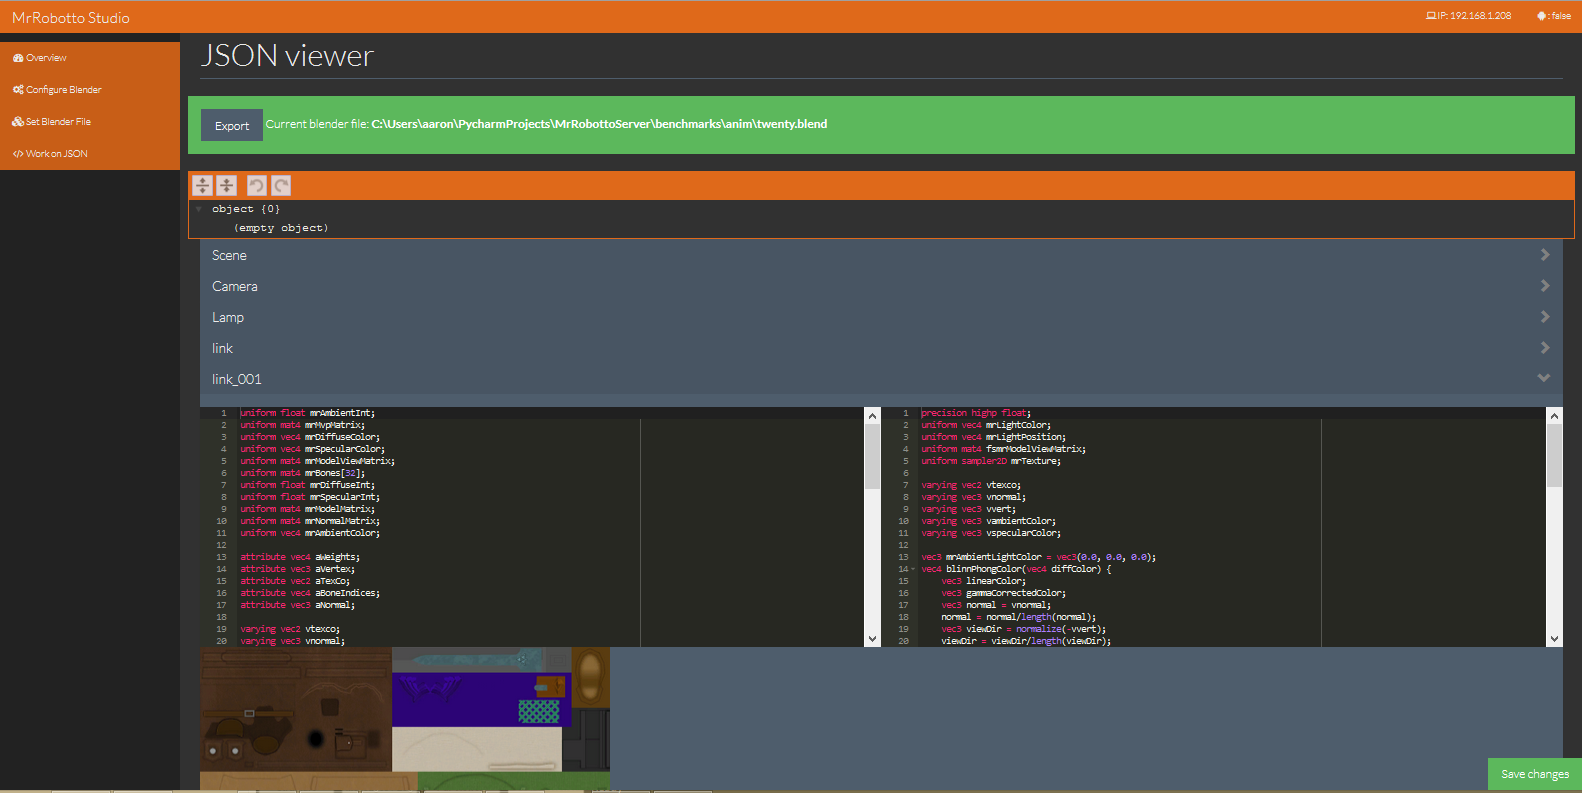 MrRobotto Studio
IP: 192.168.1.208
: false
Overview
Configure Blender
Set Blender File
Work on JSON
JSON viewer
Export
Current blender file: C:\Users\aaron\PycharmProjects\MrRobottoServer\benchmarks\anim\twenty.blend
object {0}
(empty object)
Scene
Camera
Lamp
link
link_001
1 uniform float mrAmbientInt;
2 uniform mat4 mrMvpMatrix;
3 uniform vec4 mrDiffuseColor;
4 uniform vec4 mrSpecularColor;
5 uniform mat4 mrModelViewMatrix;
6 uniform mat4 mrBones[32];
7 uniform float mrDiffuseInt;
8 uniform float mrSpecularInt;
9 uniform mat4 mrModelMatrix;
10 uniform mat4 mrNormalMatrix;
11 uniform vec4 mrAmbientColor;
12
13 attribute vec4 aWeights;
14 attribute vec3 aVertex;
15 attribute vec2 aTexCo;
16 attribute vec4 aBoneIndices;
17 attribute vec3 aNormal;
18
19 varying vec2 vtexco;
20 varying vec3 vnormal;
1 precision highp float;
2 uniform vec4 mrLightColor;
3 uniform vec4 mrLightPosition;
4 uniform mat4 fsmrModelViewMatrix;
5 uniform sampler2D mrTexture;
6
7 varying vec2 vtexco;
8 varying vec3 vnormal;
9 varying vec3 vvert;
10 varying vec3 vambientColor;
11 varying vec3 vspecularColor;
12
13 vec3 mrAmbientLightColor = vec3(0.0, 0.0, 0.0);
14 vec4 blinnPhongColor(vec4 diffColor) {
15 vec3 linearColor;
16 vec3 gammaCorrectedColor;
17 vec3 normal = vnormal;
18 normal = normal/length(normal);
19 vec3 viewDir = normalize(-vvert);
20 viewDir = viewDir/length(viewDir);
Save changes